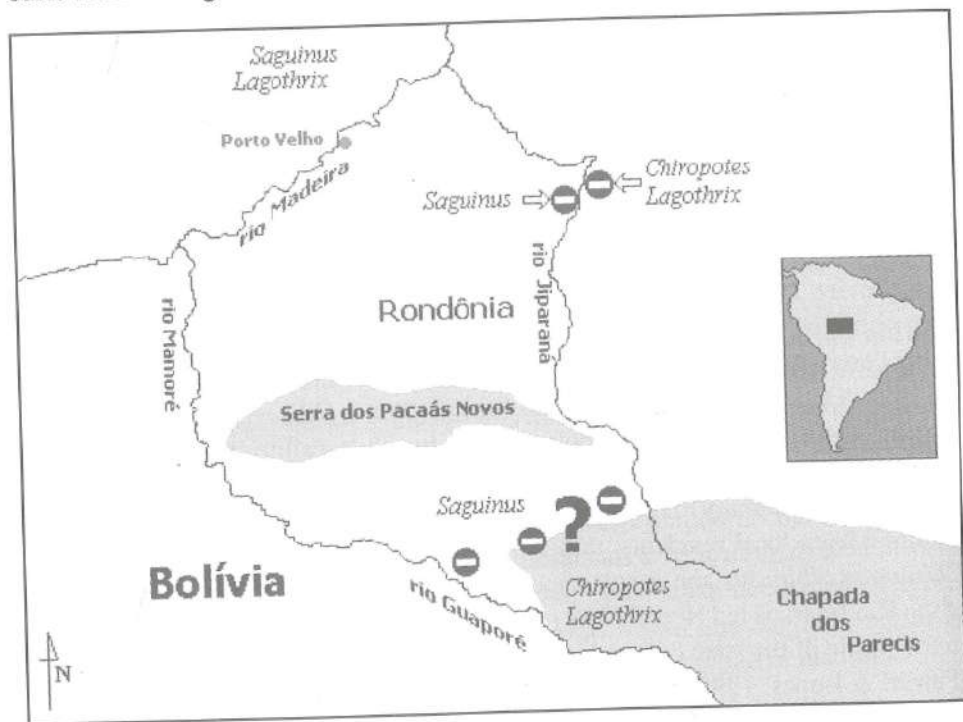 Saguinus
Lagothrix
Porto Velho
rio Madeira
Saguinus
Chiropotes
Lagothrix
rio Mamoré
Rondônia
rio Jiparaná
Serra dos Pacaás Novos
Saguinus
?
Bolívia
rio Guaporé
Chiropotes
Lagothrix
Chapada
dos
Parecis
N